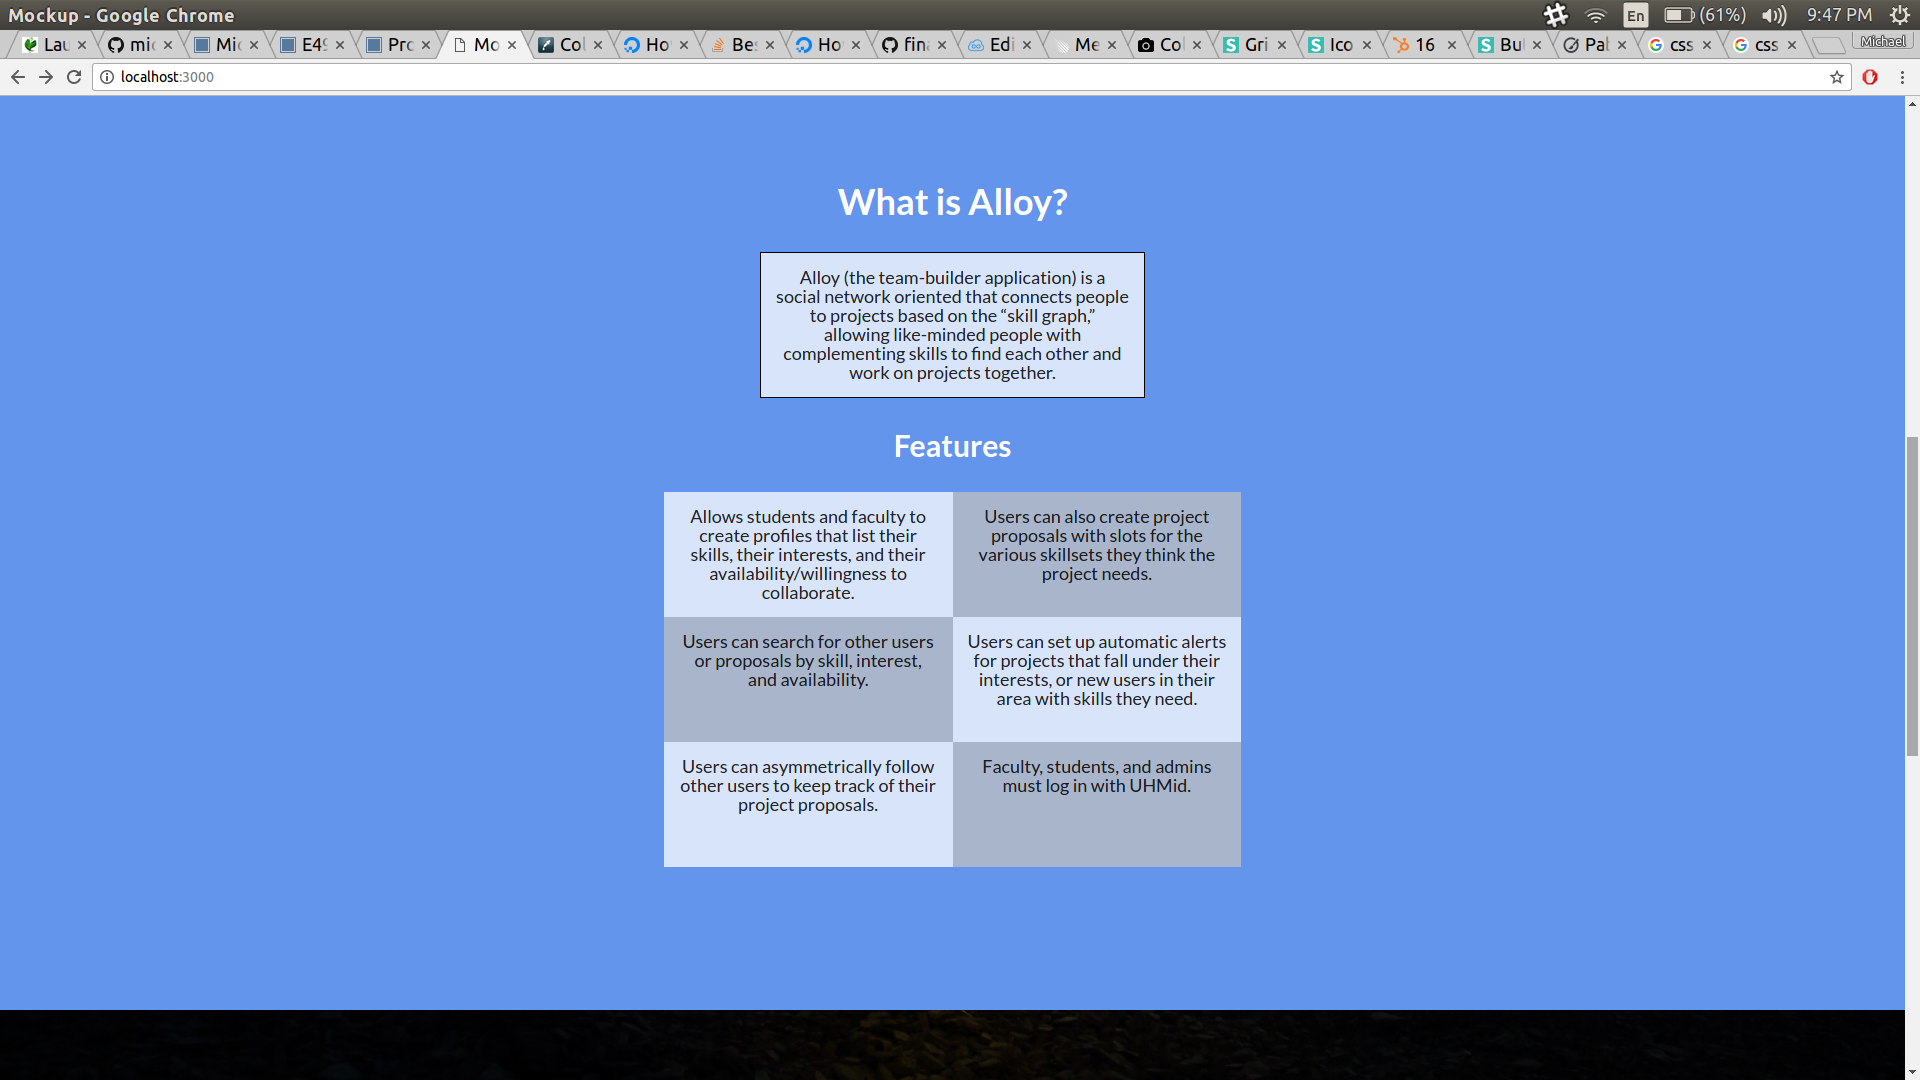 Mockup - Google Chrome
En (61%) 9:47 PM
Lau mic Mic E49 Pro Mo Col Ho Be Ho fin Edi Me Col Gri Ico 16 Bul Pal css css Michael
localhost:3000
What is Alloy?
Alloy (the team-builder application) is a
social network oriented that connects people
to projects based on the “skill graph,”
allowing like-minded people with
complementing skills to find each other and
work on projects together.
Features
Allows students and faculty to
create profiles that list their
skills, their interests, and their
availability/willingness to
collaborate.
Users can also create project
proposals with slots for the
various skillsets they think the
project needs.
Users can search for other users
or proposals by skill, interest,
and availability.
Users can set up automatic alerts
for projects that fall under their
interests, or new users in their
area with skills they need.
Users can asymmetrically follow
other users to keep track of their
project proposals.
Faculty, students, and admins
must log in with UHMid.